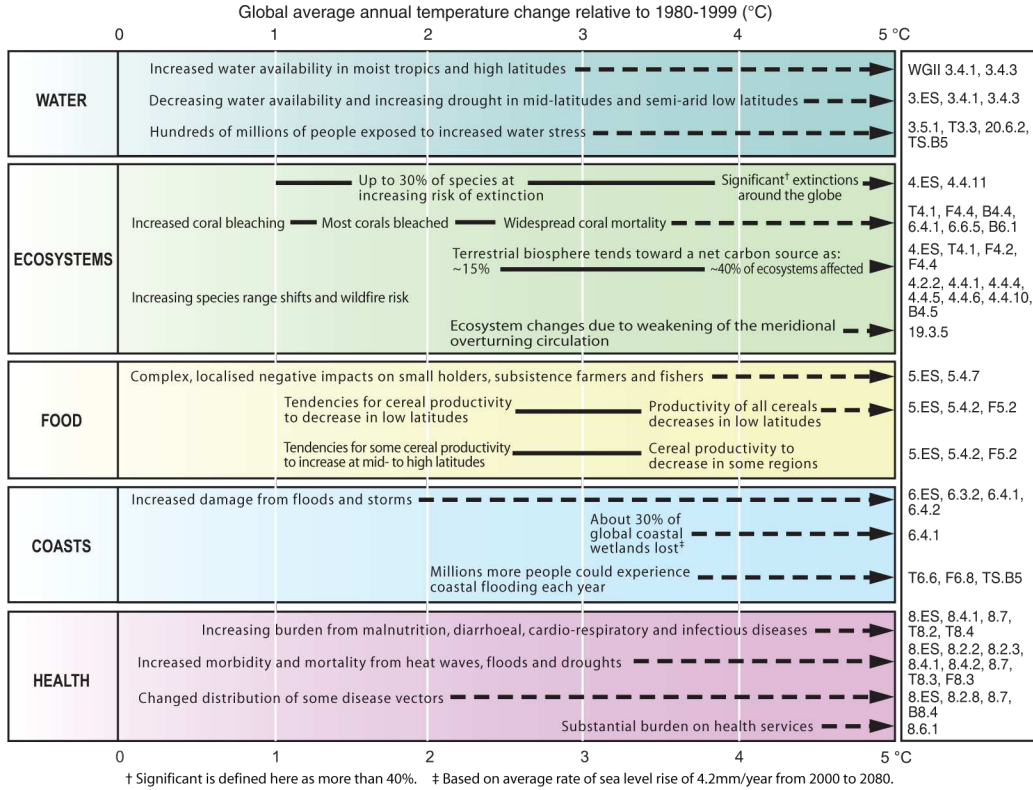 Global average annual temperature change relative to 1980-1999 (°C)
0 1 2 3 4 5 °C
WATER
Increased water availability in moist tropics and high latitudes
WGII 3.4.1, 3.4.3
Decreasing water availability and increasing drought in mid-latitudes and semi-arid low latitudes
3.ES, 3.4.1, 3.4.3
Hundreds of millions of people exposed to increased water stress
3.5.1, T3.3, 20.6.2,
TS.B5
ECOSYSTEMS
Up to 30% of species at
increasing risk of extinction
Significant† extinctions
around the globe
4.ES, 4.4.11
Increased coral bleaching Most corals bleached Widespread coral mortality
T4.1, F4.4, B4.4,
6.4.1, 6.6.5, B6.1
Terrestrial biosphere tends toward a net carbon source as:
~15% ~40% of ecosystems affected
4.ES, T4.1, F4.2,
F4.4
Increasing species range shifts and wildfire risk
4.2.2, 4.4.1, 4.4.4,
4.4.5, 4.4.6, 4.4.10,
B4.5
Ecosystem changes due to weakening of the meridional
overturning circulation
19.3.5
FOOD
Complex, localised negative impacts on small holders, subsistence farmers and fishers
5.ES, 5.4.7
Tendencies for cereal productivity
to decrease in low latitudes
Productivity of all cereals
decreases in low latitudes
5.ES, 5.4.2, F5.2
Tendencies for some cereal productivity
to increase at mid- to high latitudes
Cereal productivity to
decrease in some regions
5.ES, 5.4.2, F5.2
COASTS
Increased damage from floods and storms
6.ES, 6.3.2, 6.4.1,
6.4.2
About 30% of
global coastal
wetlands lost‡
6.4.1
Millions more people could experience
coastal flooding each year
T6.6, F6.8, TS.B5
HEALTH
Increasing burden from malnutrition, diarrhoeal, cardio-respiratory and infectious diseases
8.ES, 8.4.1, 8.7,
T8.2, T8.4
Increased morbidity and mortality from heat waves, floods and droughts
8.ES, 8.2.2, 8.2.3,
8.4.1, 8.4.2, 8.7,
T8.3, F8.3
Changed distribution of some disease vectors
8.ES, 8.2.8, 8.7,
B8.4
Substantial burden on health services
8.6.1
0 1 2 3 4 5 °C
† Significant is defined here as more than 40%. ‡ Based on average rate of sea level rise of 4.2mm/year from 2000 to 2080.